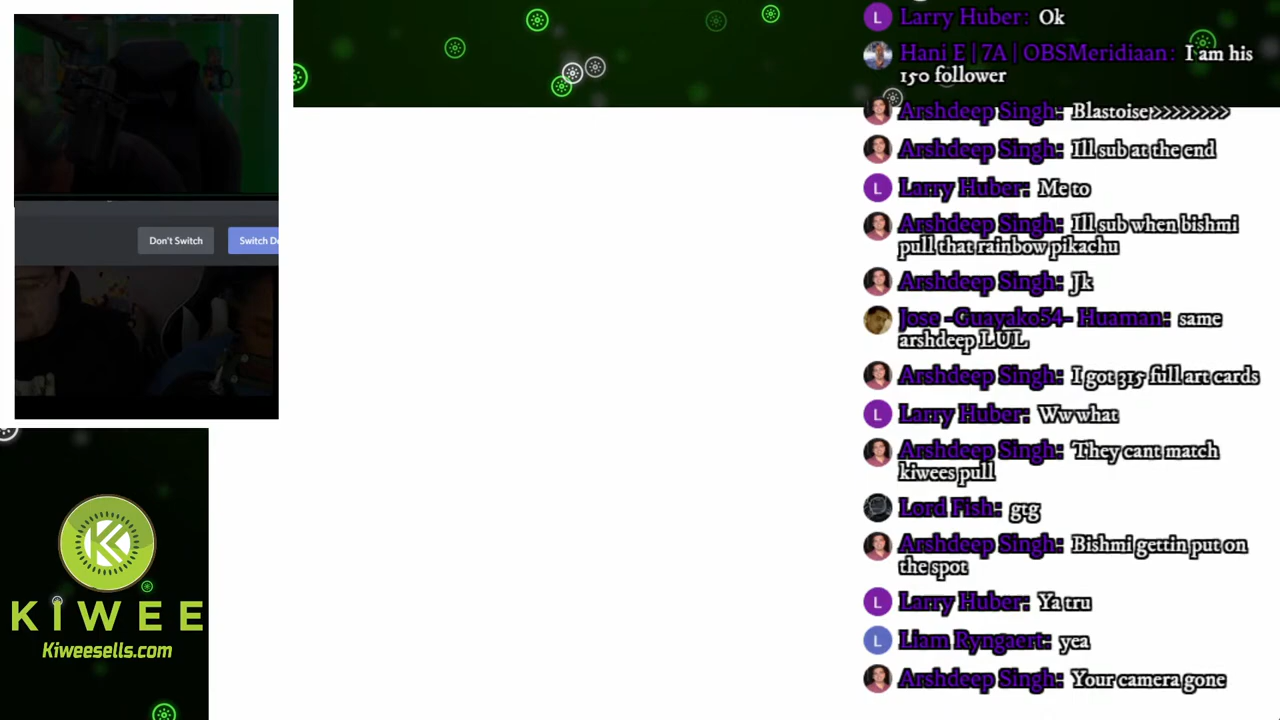 Don't Switch
Switch De
KIWEE
Kiweesells.com
Larry Huber: Ok
Hani E | 7A | OBSMeridiaan: I am his
150 follower
Arshdeep Singh: Blastoise >>>>>>>>
Arshdeep Singh: Ill sub at the end
Larry Huber: Me to
Arshdeep Singh: Ill sub when bishmi
pull that rainbow pikachu
Arshdeep Singh: Jk
Jose -Guayako54- Huaman: same
arshdeep LUL
Arshdeep Singh: I got 315 full art cards
Larry Huber: Ww what
Arshdeep Singh: They cant match
kiwees pull
Lord Fish: gtg
Arshdeep Singh: Bishmi gettin put on
the spot
Larry Huber: Ya tru
Liam Ryngaert: yea
Arshdeep Singh: Your camera gone